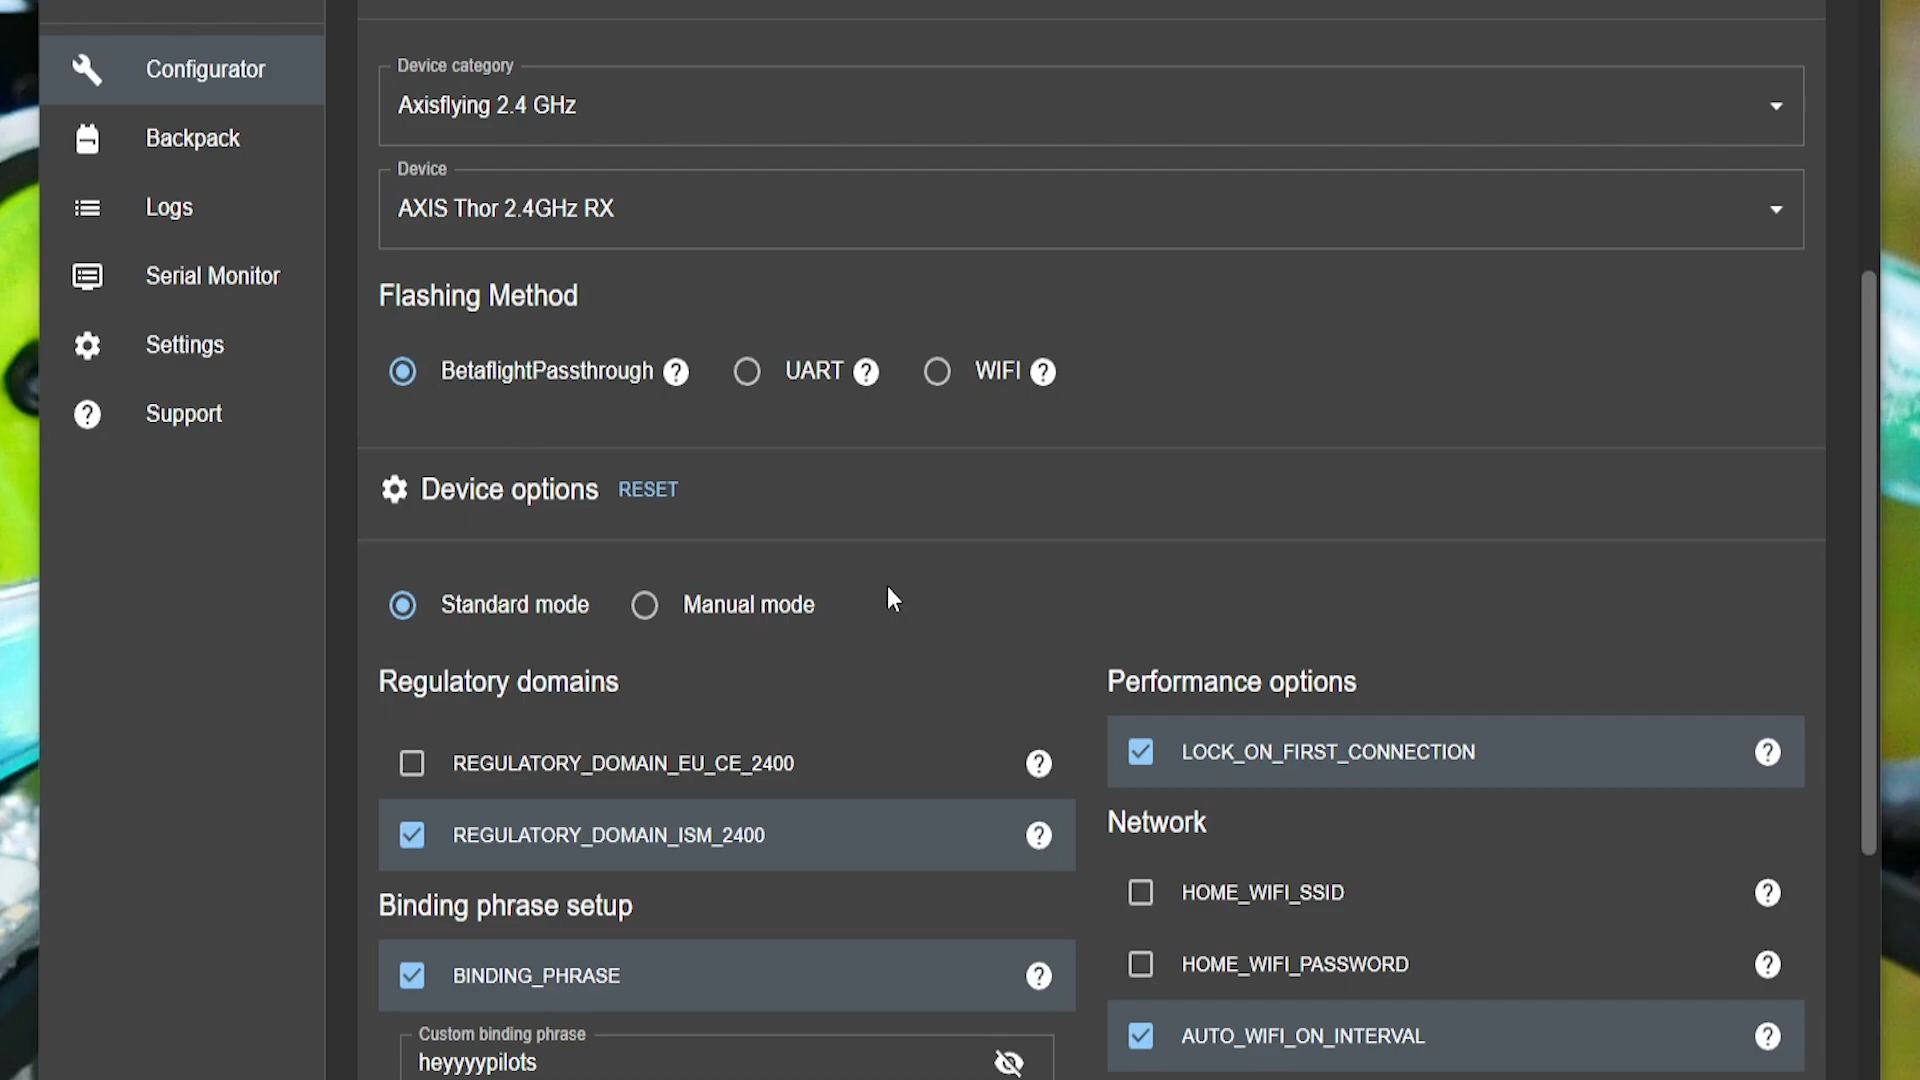 Configurator
Backpack
Logs
Serial Monitor
Settings
Support
Device category
Axisflying 2.4 GHz
Device
AXIS Thor 2.4GHz RX
Flashing Method
BetaflightPassthrough ? UART ? WIFI ?
Device options RESET
Standard mode Manual mode
Regulatory domains
REGULATORY_DOMAIN_EU_CE_2400 ?
REGULATORY_DOMAIN_ISM_2400 ?
Binding phrase setup
BINDING_PHRASE ?
Custom binding phrase
heyyyypilots
Performance options
LOCK_ON_FIRST_CONNECTION ?
Network
HOME_WIFI_SSID ?
HOME_WIFI_PASSWORD ?
AUTO_WIFI_ON_INTERVAL ?